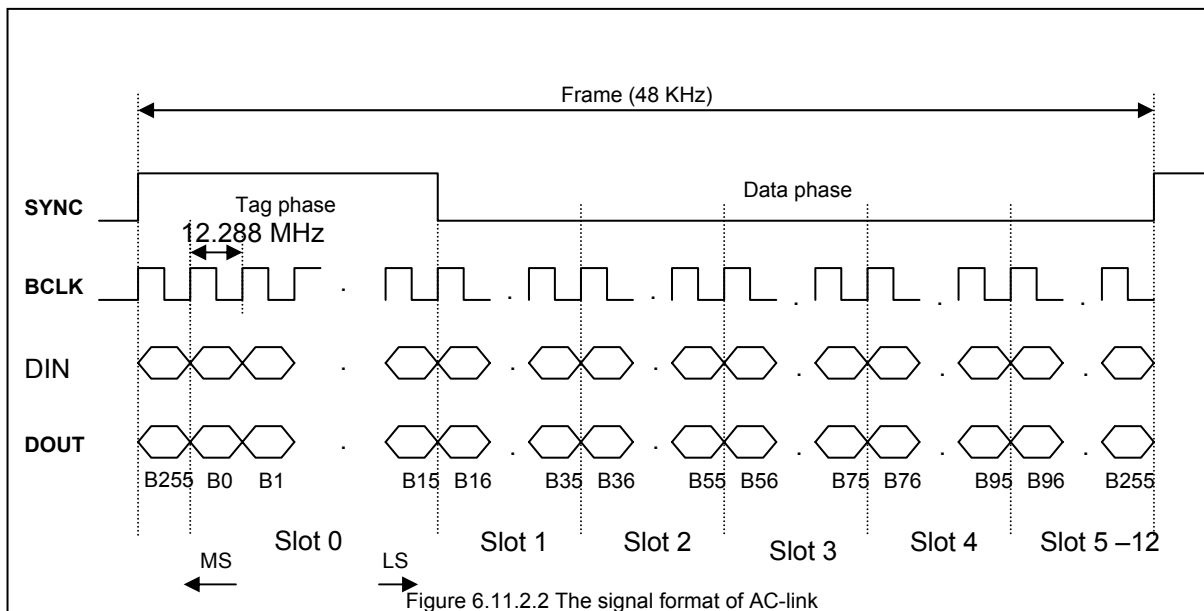 Frame (48 KHz)
SYNC
Tag phase
Data phase
12.288 MHz
BCLK
DIN
DOUT
B255 B0 B1 B15 B16 B35 B36 B55 B56 B75 B76 B95 B96 B255
Slot 0 Slot 1 Slot 2 Slot 3 Slot 4 Slot 5 –12
MS LS
Figure 6.11.2.2 The signal format of AC-link